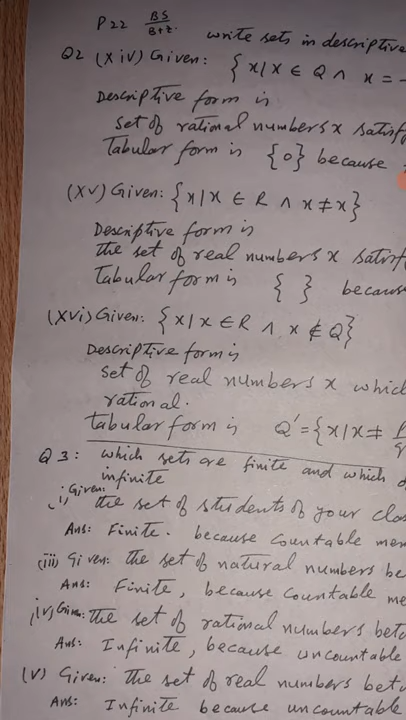 P 22 BS B+t. write sets in descriptive
Q2 (xiv) Given: { x/x ∈ Q ∧ x = -
Descriptive form is
set of rational numbers x satisf
Tabular form is {0} because
(xv) Given: {x/x ∈ R ∧ x ≠ x}
Descriptive form is
the set of real numbers x satisf
Tabular form is { } because
(xvi) Given: {x/x ∈ R ∧, x ∉ Q}
Descriptive form is
set of real numbers x which
rational.
tabular form is Q' = {x/x ≠ p
Q 3: which sets are finite and which
infinite
i) Given: the set of students of your clas
Ans: Finite. because countable mem
(iii) Given: the set of natural numbers be
Ans: Finite, because countable me
(iv) Given: the set of rational numbers betw
Ans: Infinite, because uncountable
(v) Given: the set of real numbers betw
Ans: Infinite because uncountable